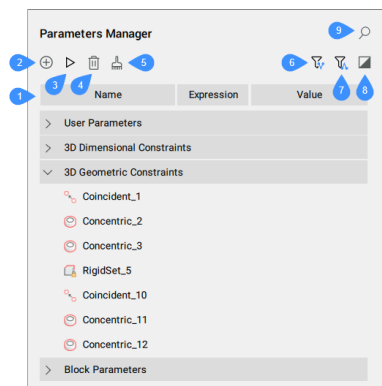 Parameters Manager
9
2
5
6
3
4
7
8
1
Name Expression Value
User Parameters
3D Dimensional Constraints
3D Geometric Constraints
Coincident_1
Concentric_2
Concentric_3
RigidSet_5
Coincident_10
Concentric_11
Concentric_12
Block Parameters